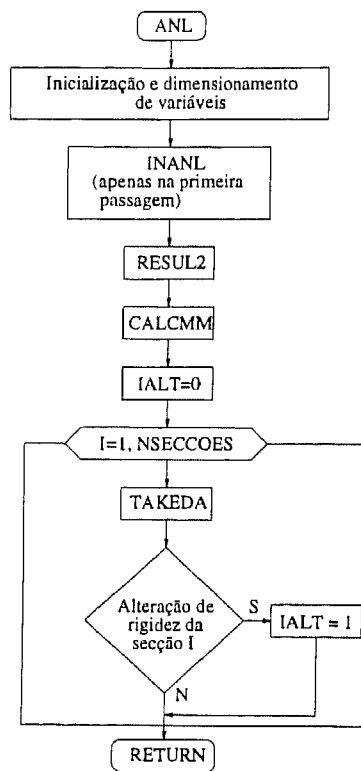 ANL
Inicialização e dimensionamento
de variáveis
INANL
(apenas na primeira
passagem)
RESUL2
CALCMM
IALT=0
I=1, NSECCOES
TAKEDA
Alteração de
rigidez da
secção I
S
IALT = 1
N
RETURN